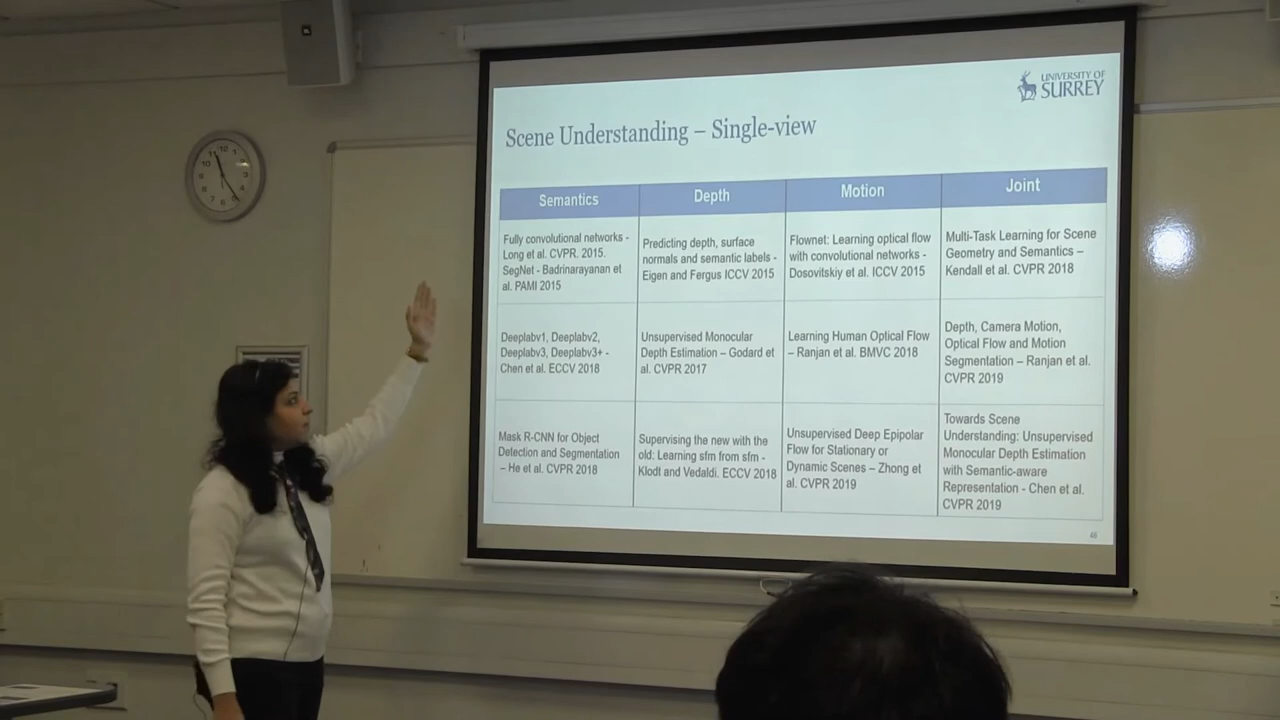 UNIVERSITY OF
SURREY
Scene Understanding – Single-view
Semantics
Depth
Motion
Joint
Fully convolutional networks -
Long et al. CVPR. 2015.
SegNet - Badrinarayanan et
al. PAMI 2015
Predicting depth, surface
normals and semantic labels -
Eigen and Fergus ICCV 2015
Flownet: Learning optical flow
with convolutional networks -
Dosovitskiy et al. ICCV 2015
Multi-Task Learning for Scene
Geometry and Semantics –
Kendall et al. CVPR 2018
Deeplabv1, Deeplabv2,
Deeplabv3, Deeplabv3+ -
Chen et al. ECCV 2018
Unsupervised Monocular
Depth Estimation – Godard et
al. CVPR 2017
Learning Human Optical Flow
– Ranjan et al. BMVC 2018
Depth, Camera Motion,
Optical Flow and Motion
Segmentation – Ranjan et al.
CVPR 2019
Mask R-CNN for Object
Detection and Segmentation
– He et al. CVPR 2018
Supervising the new with the
old: Learning sfm from sfm -
Klodt and Vedaldi. ECCV 2018
Unsupervised Deep Epipolar
Flow for Stationary or
Dynamic Scenes – Zhong et
al. CVPR 2019
Towards Scene
Understanding: Unsupervised
Monocular Depth Estimation
with Semantic-aware
Representation - Chen et al.
CVPR 2019